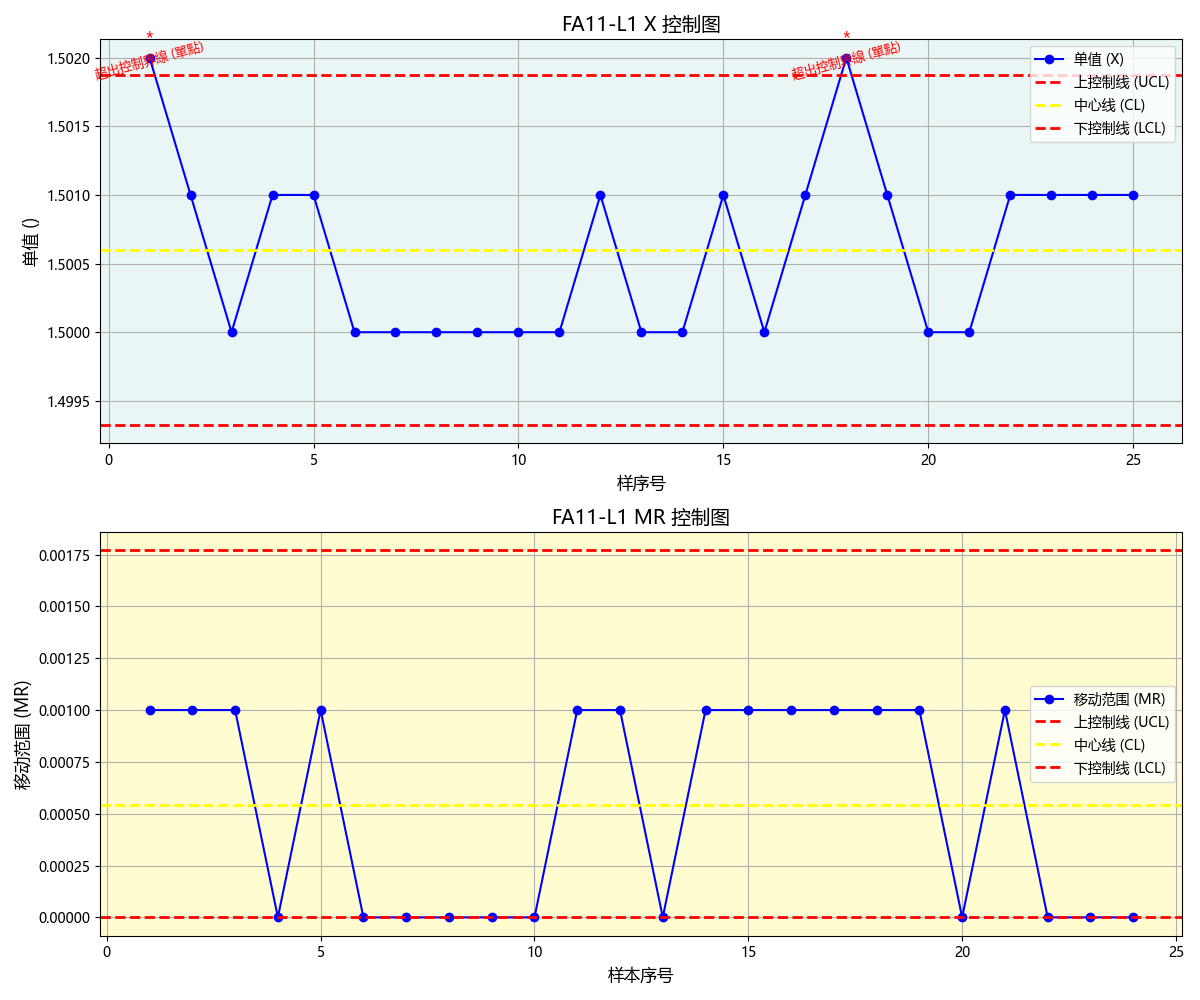 FA11-L1 X 控制图
*
*
超出控制界線 (單點)
超出控制界線 (單點)
单值 (X)
上控制线 (UCL)
中心线 (CL)
下控制线 (LCL)
1.5020
1.5015
1.5010
1.5005
1.5000
1.4995
单值 ()
0 5 10 15 20 25
样序号
FA11-L1 MR 控制图
0.00175
0.00150
0.00125
0.00100
0.00075
0.00050
0.00025
0.00000
移动范围 (MR)
移动范围 (MR)
上控制线 (UCL)
中心线 (CL)
下控制线 (LCL)
0 5 10 15 20 25
样本序号